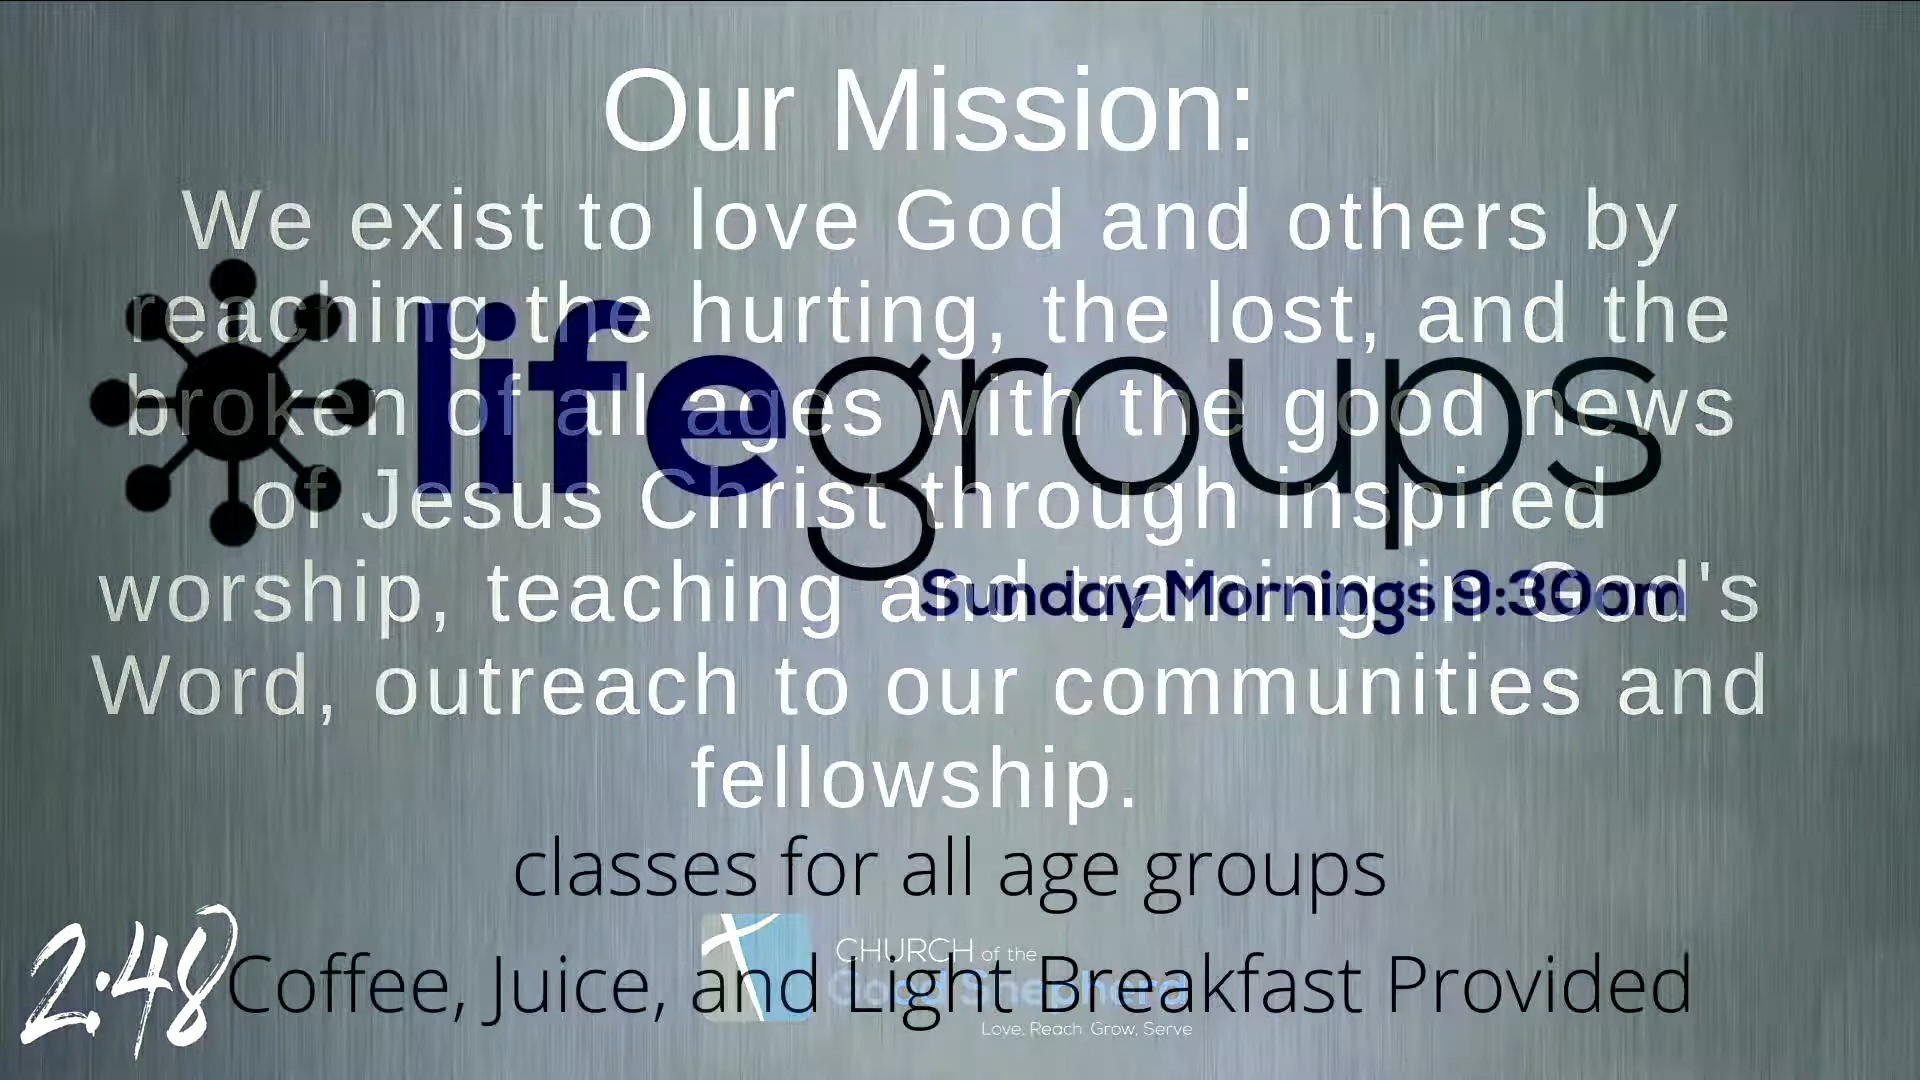 Our Mission:
We exist to love God and others by
reaching the hurting, the lost, and the
broken of all ages with the good news
of Jesus Christ through inspired
worship, teaching and training in God's
Word, outreach to our communities and
fellowship.
lifegroups
Sunday Mornings 9:30am
classes for all age groups
Coffee, Juice, and Light Breakfast Provided
2:48
CHURCH of the
Good Shepherd
Love, Reach, Grow, Serve